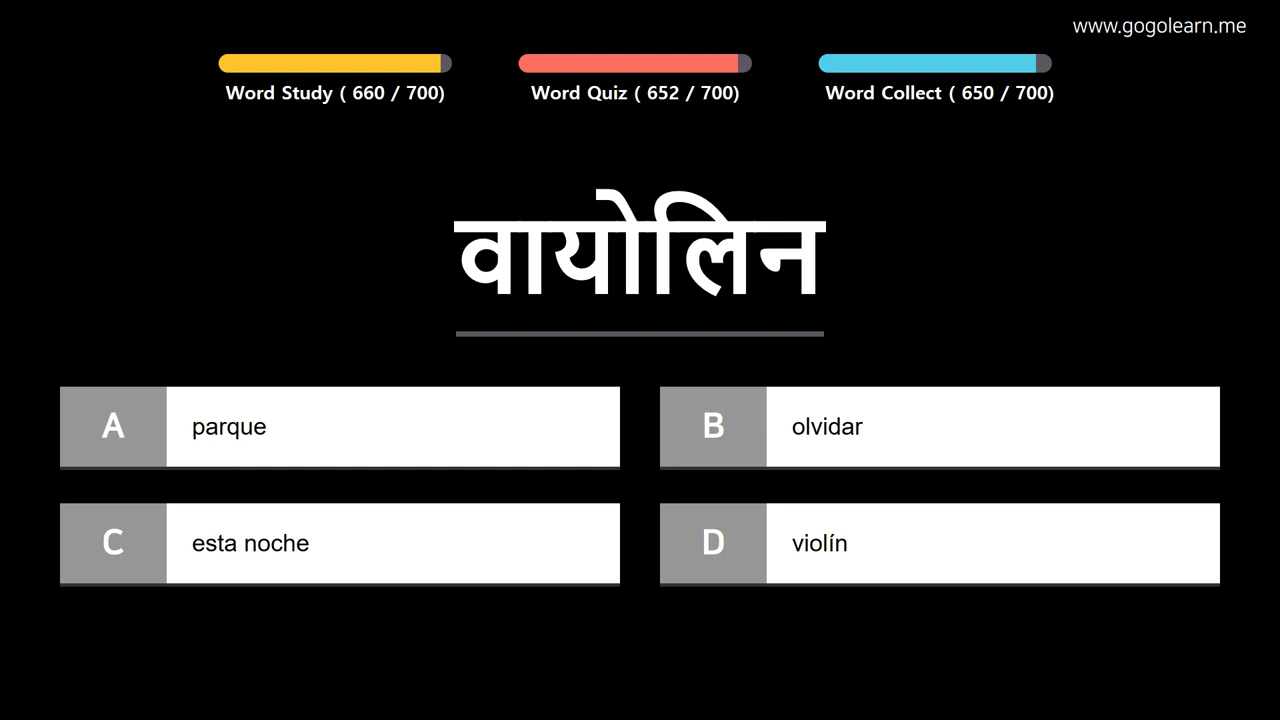 www.gogolearn.me
Word Study ( 660 / 700)
Word Quiz ( 652 / 700)
Word Collect ( 650 / 700)
वायोलिन
A parque
B olvidar
C esta noche
D violín